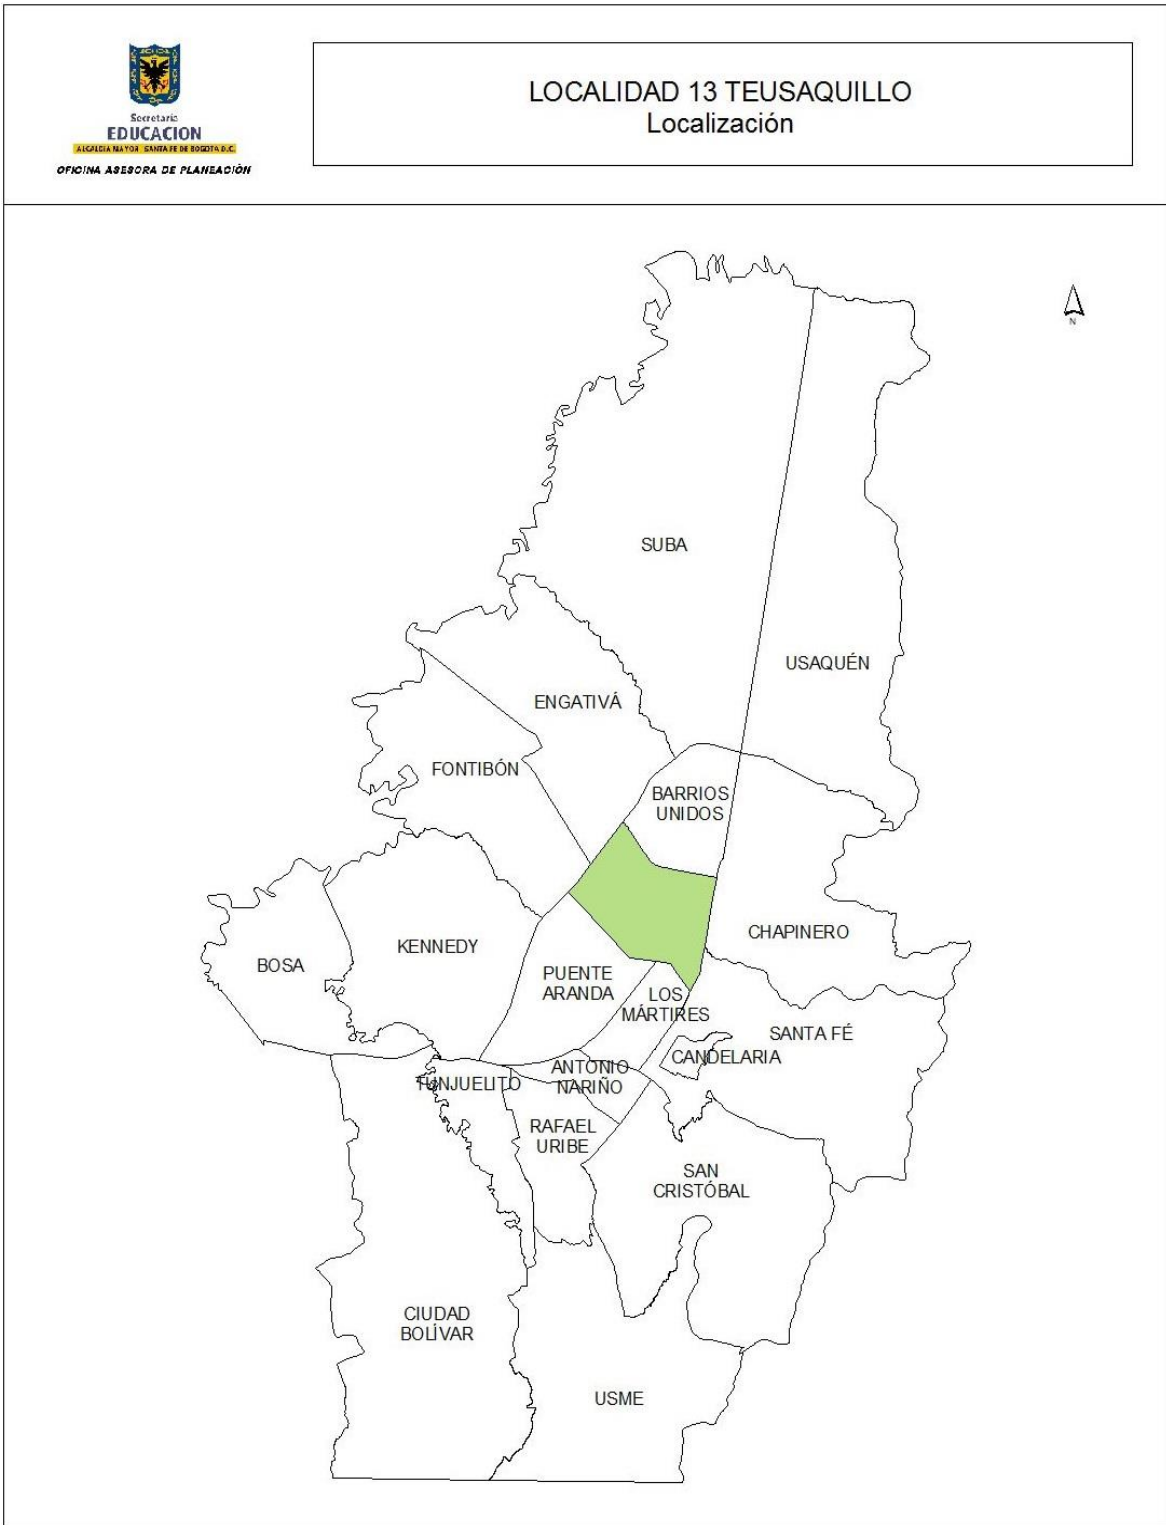 Secretaría
EDUCACION
ALCALDIA MAYOR SANTA FE DE BOGOTA D.C.
OFICINA ASESORA DE PLANEACIÓN
LOCALIDAD 13 TEUSAQUILLO
Localización
N
SUBA
USAQUÉN
ENGATIVÁ
FONTIBÓN
BARRIOS
UNIDOS
CHAPINERO
KENNEDY
BOSA
PUENTE
ARANDA
LOS
MÁRTIRES
SANTA FÉ
CANDELARIA
ANTONIO
NARIÑO
TUNJUELITO
RAFAEL
URIBE
SAN
CRISTÓBAL
CIUDAD
BOLÍVAR
USME